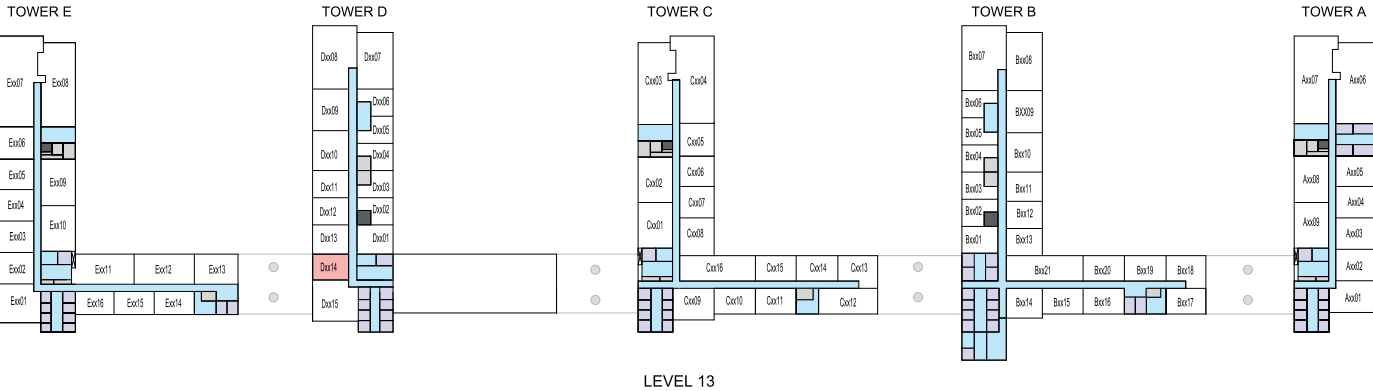 TOWER E
TOWER D
TOWER C
TOWER B
TOWER A
Exx07
Exx08
Exx06
Exx05
Exx09
Exx04
Exx03
Exx10
Exx02
Exx11
Exx12
Exx13
Exx01
Exx16
Exx15
Exx14
Dxx08
Dxx07
Dxx09
Dxx06
Dxx05
Dxx10
Dxx04
Dxx11
Dxx03
Dxx12
Dxx02
Dxx13
Dxx01
Dxx14
Dxx15
Cxx03
Cxx04
Cxx05
Cxx02
Cxx06
Cxx07
Cxx01
Cxx08
Cxx16
Cxx15
Cxx14
Cxx13
Cxx09
Cxx10
Cxx11
Cxx12
Bxx07
Bxx08
Bxx06
BXX09
Bxx05
Bxx04
Bxx10
Bxx03
Bxx11
Bxx02
Bxx12
Bxx01
Bxx13
Bxx21
Bxx20
Bxx19
Bxx18
Bxx14
Bxx15
Bxx16
Bxx17
Axx07
Axx06
Axx08
Axx05
Axx04
Axx09
Axx03
Axx02
Axx01
LEVEL 13